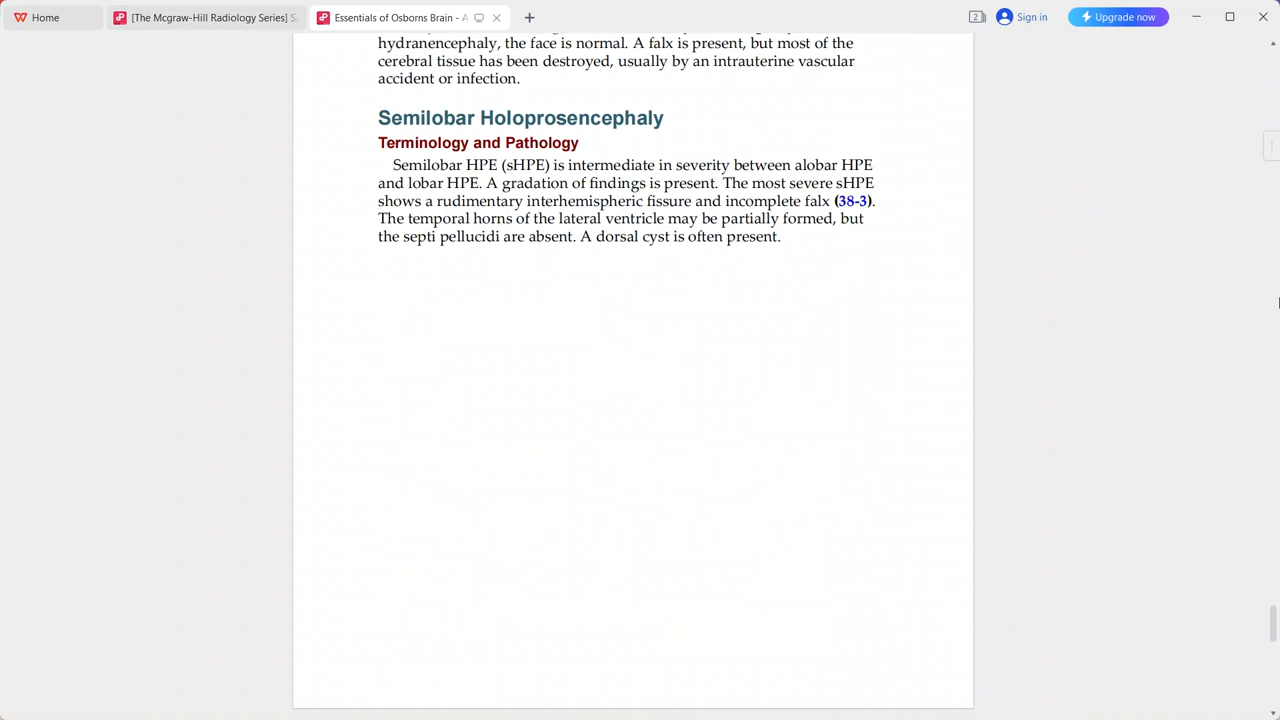 Home
[The Mcgraw-Hill Radiology Series] S
Essentials of Osborns Brain - A
2
Sign in
Upgrade now
hydranencephaly, the face is normal. A falx is present, but most of the
cerebral tissue has been destroyed, usually by an intrauterine vascular
accident or infection.
Semilobar Holoprosencephaly
Terminology and Pathology
Semilobar HPE (sHPE) is intermediate in severity between alobar HPE
and lobar HPE. A gradation of findings is present. The most severe sHPE
shows a rudimentary interhemispheric fissure and incomplete falx (38-3).
The temporal horns of the lateral ventricle may be partially formed, but
the septi pellucidi are absent. A dorsal cyst is often present.